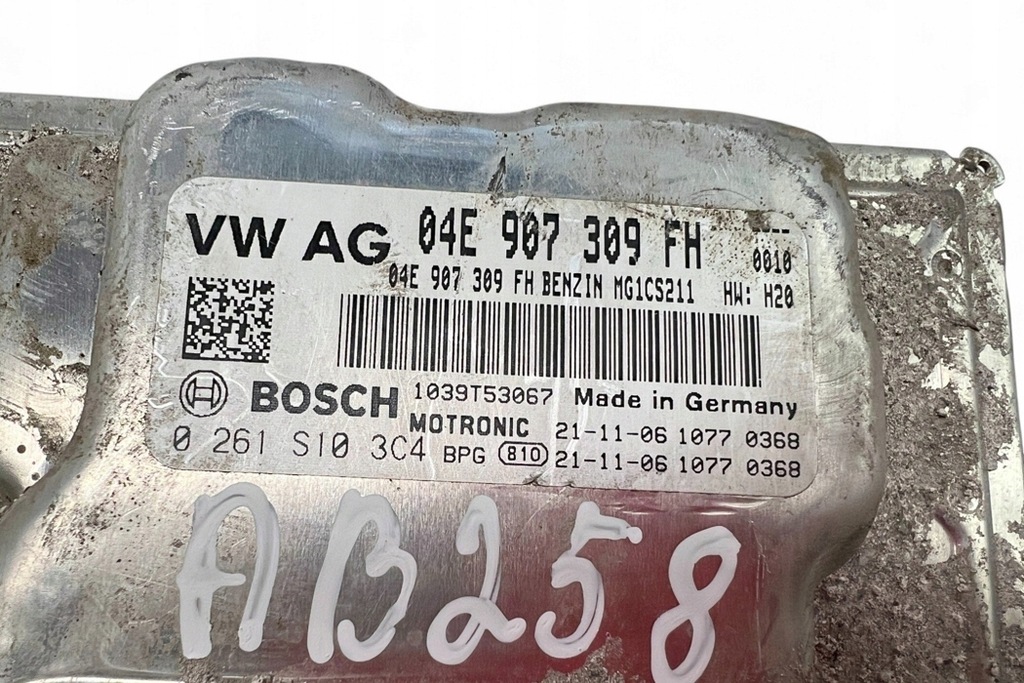 VW AG 04E 907 309 FH 0010
04E 907 309 FH BENZIN MG1CS211 HW: H20
BOSCH 1039T53067 Made in Germany
MOTRONIC 21-11-06 1077 0368
0 261 S10 3C4 BPG 810 21-11-06 1077 0368
AB258